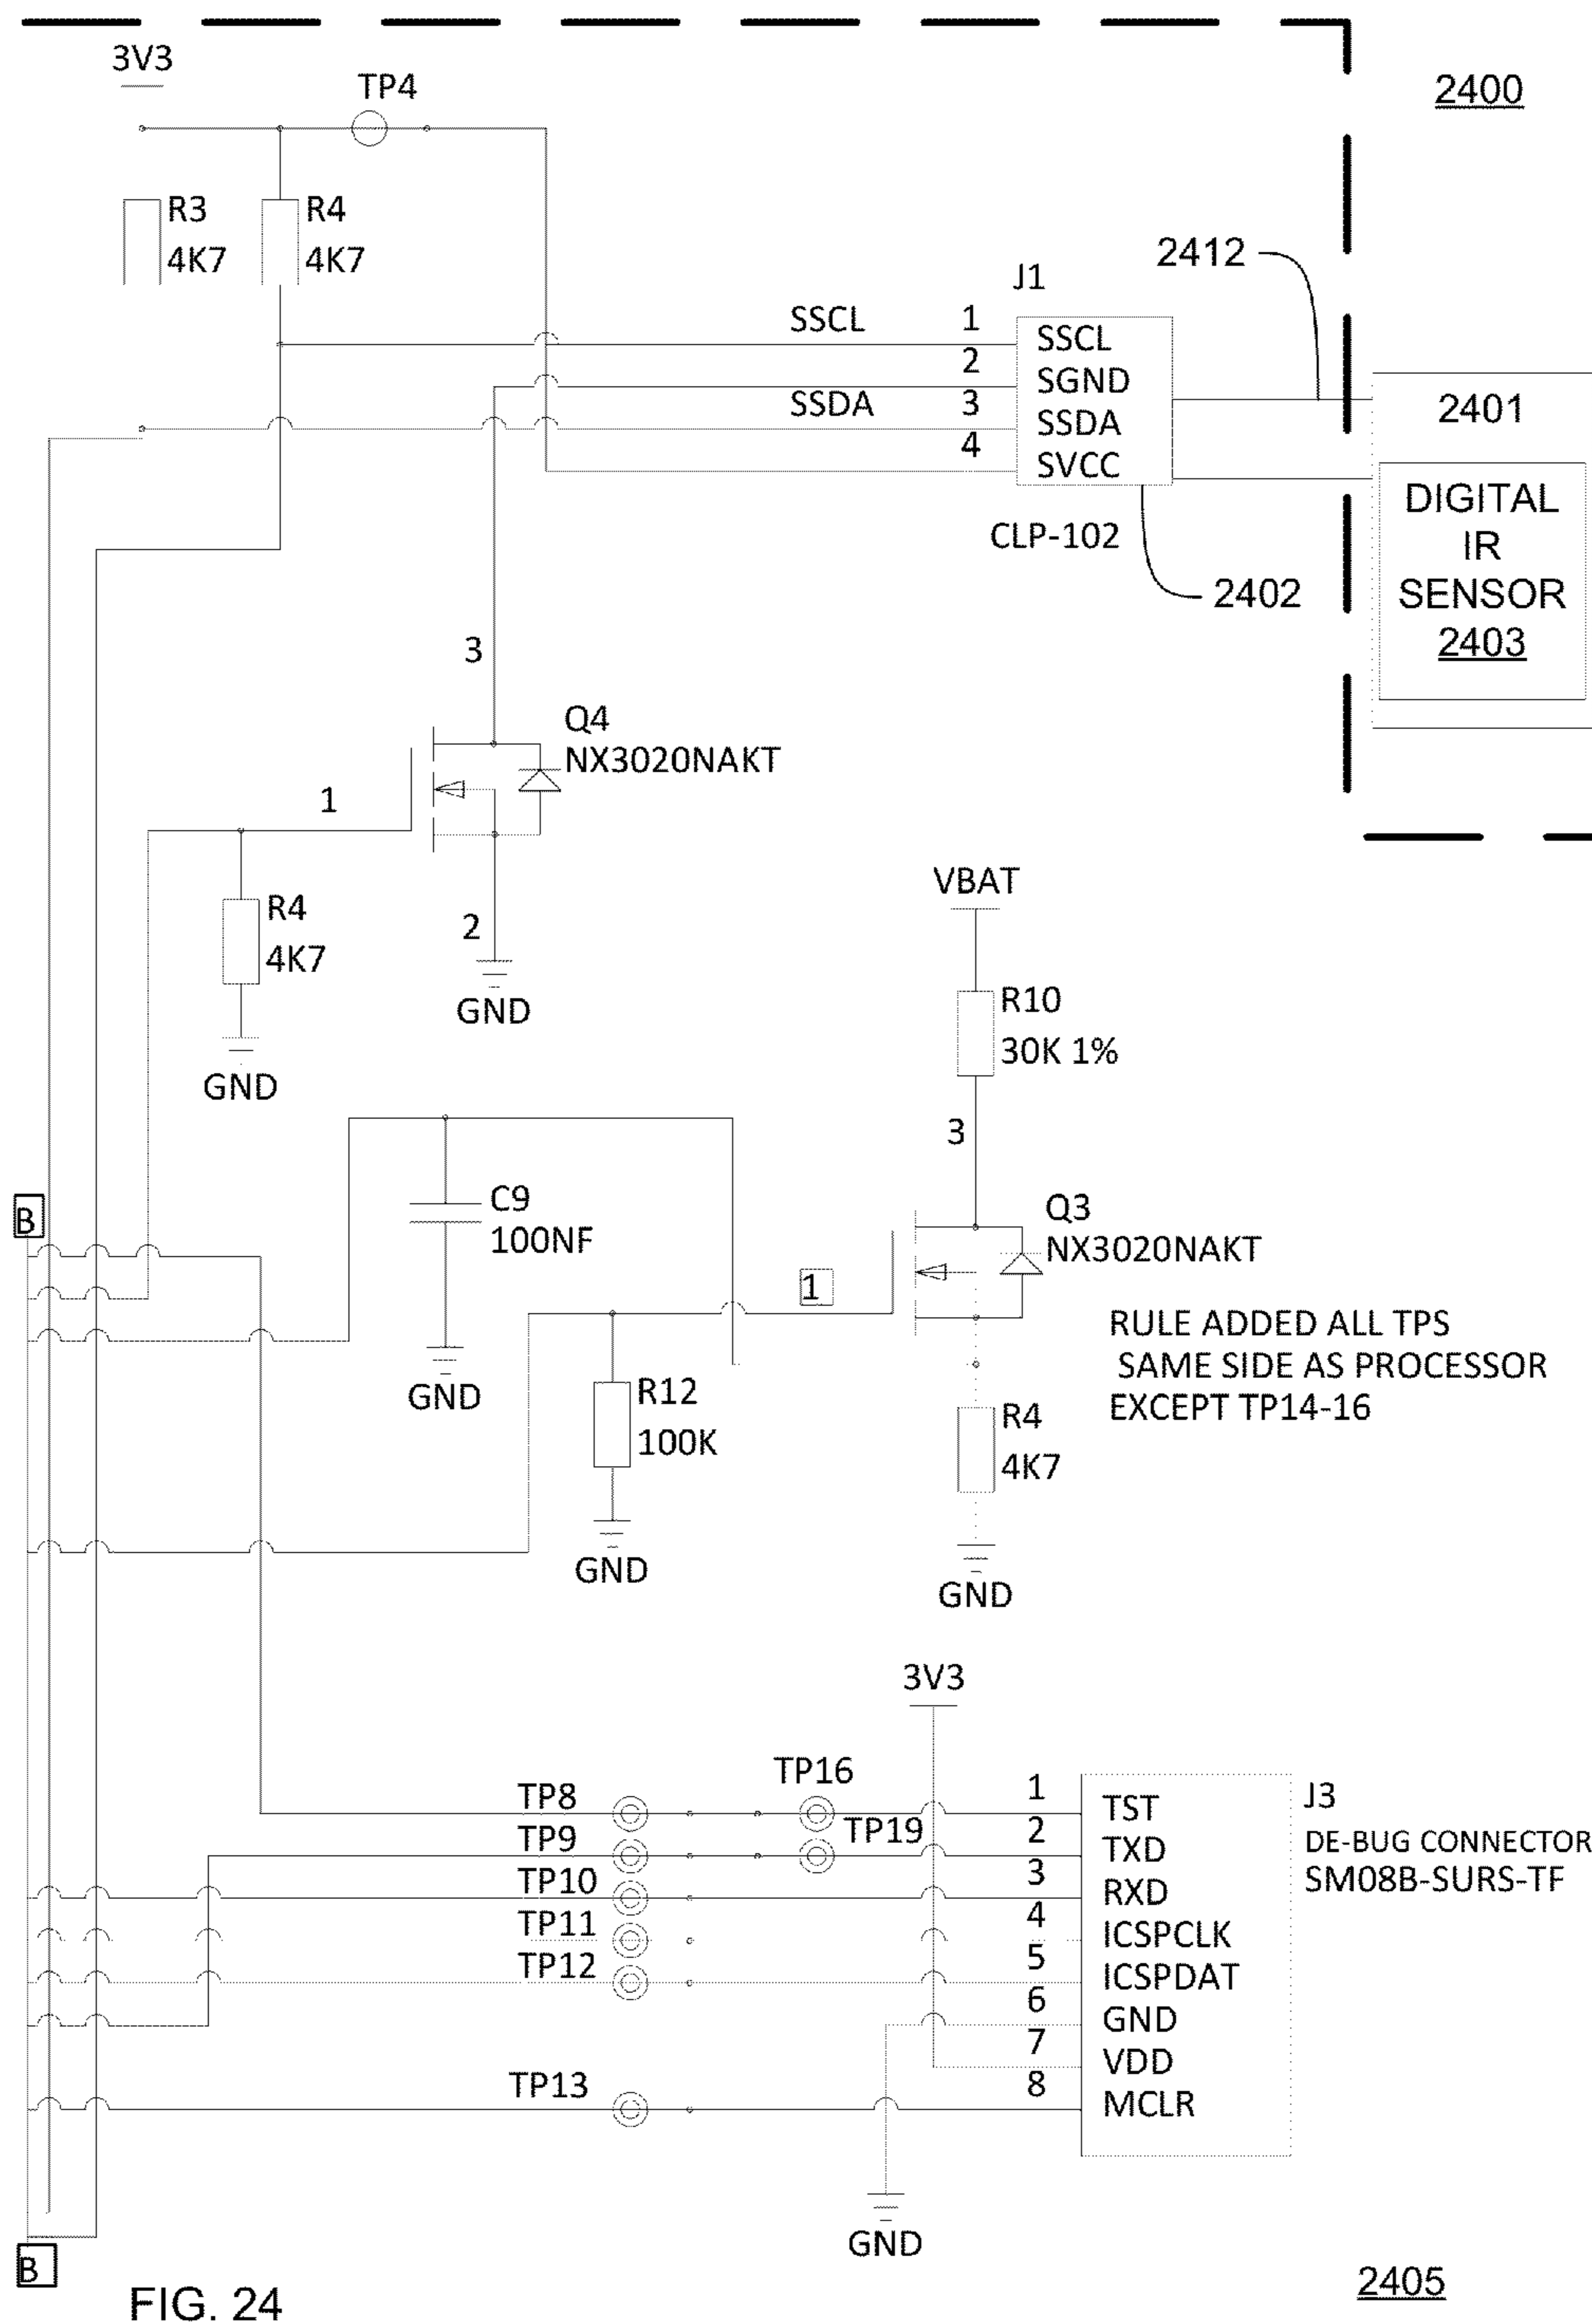 3V3
TP4
2400
R3
4K7
R4
4K7
2412
J1
SSCL
1
2
SSDA
3
4
SSCL
SGND
SSDA
SVCC
CLP-102
2402
2401
DIGITAL
IR
SENSOR
2403
3
Q4
NX3020NAKT
1
R4
4K7
2
GND
GND
VBAT
R10
30K 1%
3
C9
100NF
GND
B
1
Q3
NX3020NAKT
RULE ADDED ALL TPS
SAME SIDE AS PROCESSOR
EXCEPT TP14-16
R12
100K
GND
R4
4K7
GND
3V3
TP8
TP9
TP10
TP11
TP12
TP13
TP16
TP19
1
2
3
4
5
6
7
8
TST
TXD
RXD
ICSPCLK
ICSPDAT
GND
VDD
MCLR
J3
DE-BUG CONNECTOR
SM08B-SURS-TF
GND
B
FIG. 24
2405